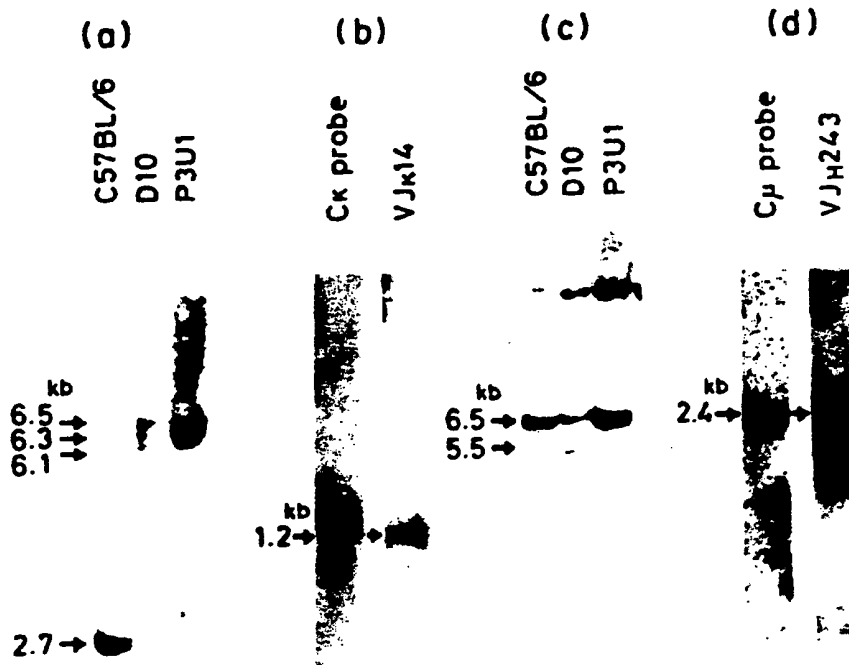 (a)
(b)
(c)
(d)
C57BL/6
D10
P3U1
Cκ probe
VJκ14
C57BL/6
D10
P3U1
Cμ probe
VJH243
kb
6.5
6.3
6.1
2.7
kb
1.2
6.5
5.5
kb
2.4